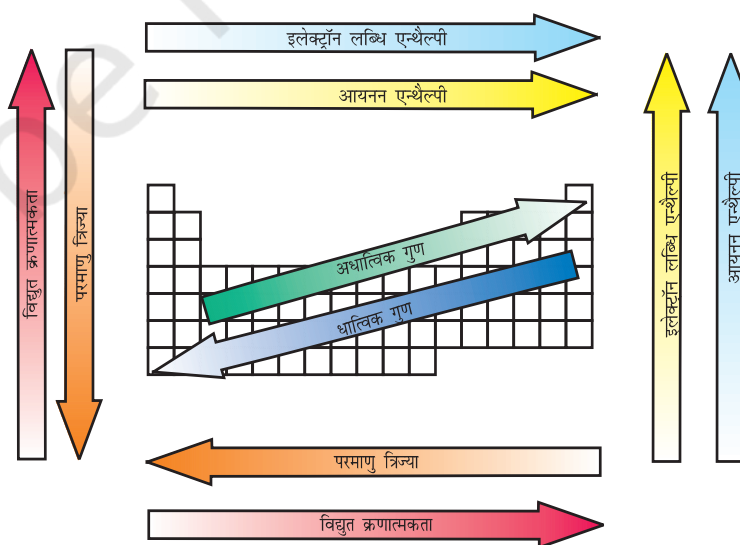 इलेक्ट्रॉन लब्धि एन्थैल्पी
आयनन एन्थैल्पी
विद्युत ऋणात्मकता
परमाणु त्रिज्या
अधात्विक गुण
धात्विक गुण
इलेक्ट्रॉन लब्धि एन्थैल्पी
आयनन एन्थैल्पी
परमाणु त्रिज्या
विद्युत ऋणात्मकता